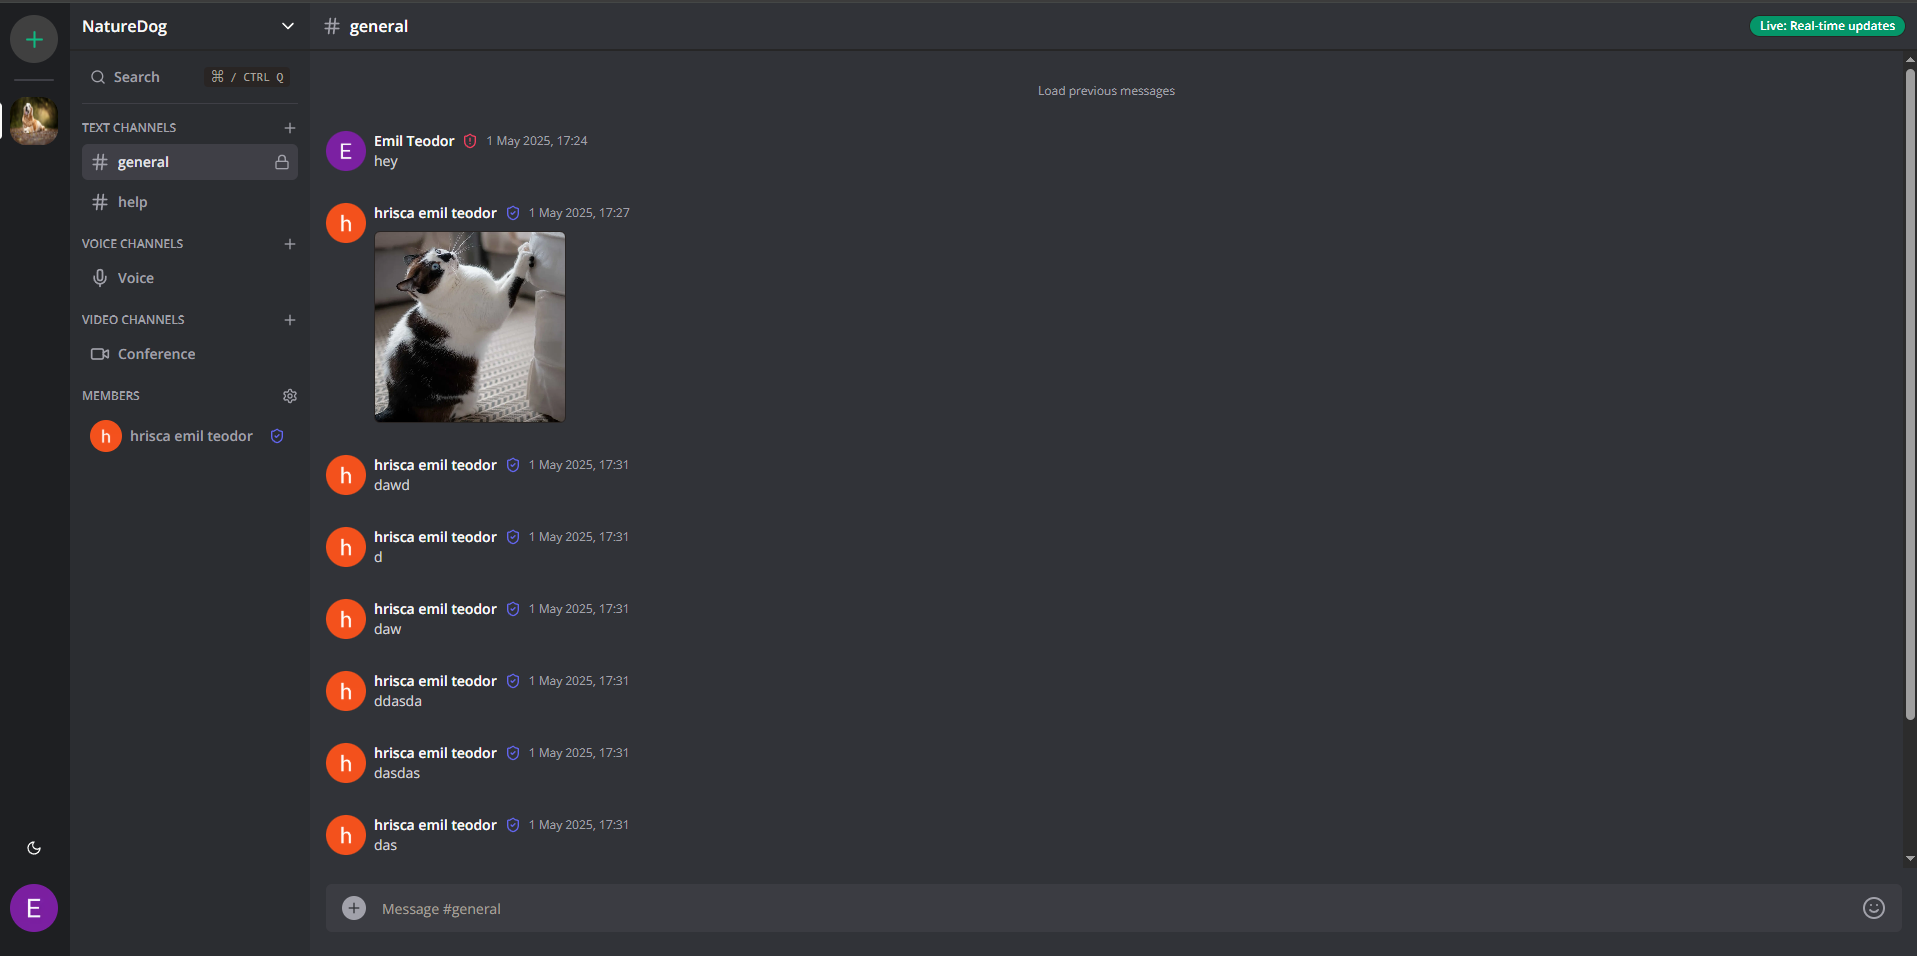 NatureDog
Search
⌘ / CTRL Q
TEXT CHANNELS
# general
# help
VOICE CHANNELS
Voice
VIDEO CHANNELS
Conference
MEMBERS
h
hrisca emil teodor
E
# general
Live: Real-time updates
Load previous messages
E
Emil Teodor 1 May 2025, 17:24
hey
h
hrisca emil teodor 1 May 2025, 17:27
h
hrisca emil teodor 1 May 2025, 17:31
dawd
h
hrisca emil teodor 1 May 2025, 17:31
d
h
hrisca emil teodor 1 May 2025, 17:31
daw
h
hrisca emil teodor 1 May 2025, 17:31
ddasda
h
hrisca emil teodor 1 May 2025, 17:31
dasdas
h
hrisca emil teodor 1 May 2025, 17:31
das
Message #general